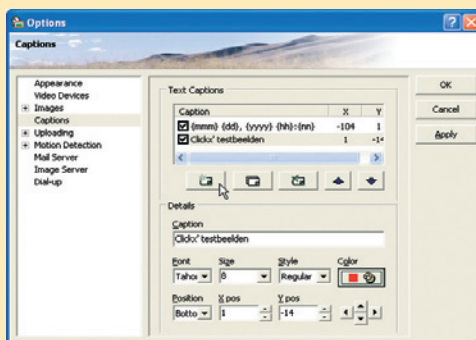 Options
Captions
Appearance
Video Devices
Images
Captions
Uploading
Motion Detection
Mail Server
Image Server
Dial-up
Text Captions
Caption X Y
{mmm} {dd}, {yyyy} {hh}:{nn} -104 1
Clickx' testbeelden 1
Details
Caption
Clickx' testbeelden
Font Size Style Color
8 Regular
Position X pos Y pos
Botto 1 -14
OK
Cancel
Apply